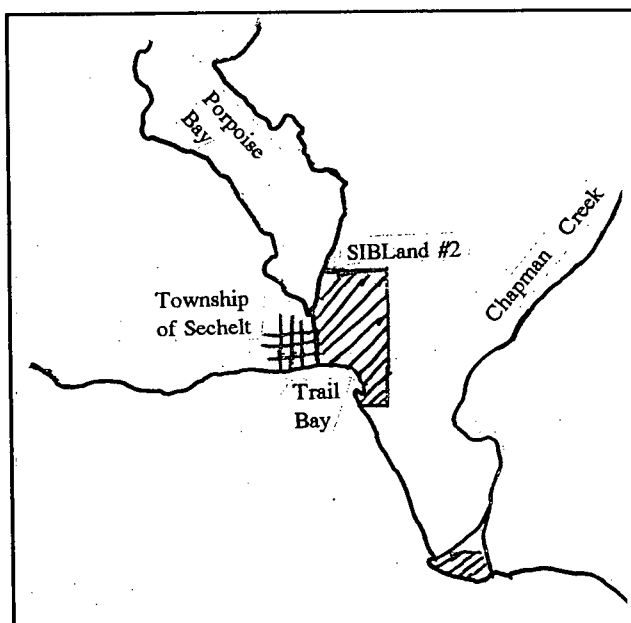 Porpoise
Bay
SIBLand #2
Chapman Creek
Township
of Sechelt
Trail
Bay